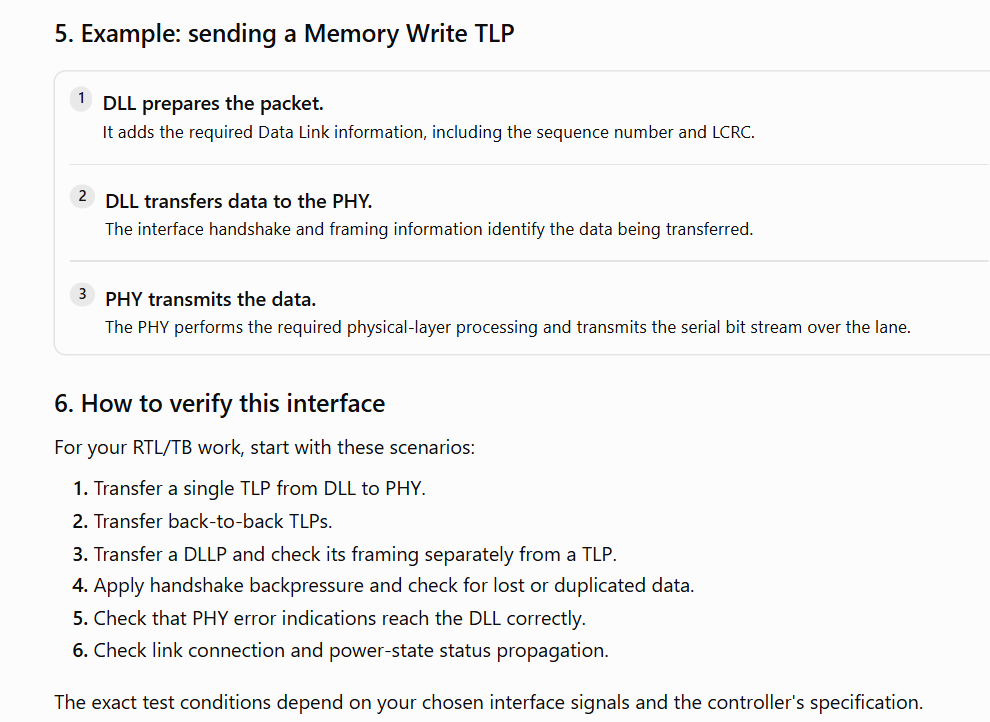 5. Example: sending a Memory Write TLP
1 DLL prepares the packet.
It adds the required Data Link information, including the sequence number and LCRC.
2 DLL transfers data to the PHY.
The interface handshake and framing information identify the data being transferred.
3 PHY transmits the data.
The PHY performs the required physical-layer processing and transmits the serial bit stream over the lane.
6. How to verify this interface
For your RTL/TB work, start with these scenarios:
1. Transfer a single TLP from DLL to PHY.
2. Transfer back-to-back TLPs.
3. Transfer a DLLP and check its framing separately from a TLP.
4. Apply handshake backpressure and check for lost or duplicated data.
5. Check that PHY error indications reach the DLL correctly.
6. Check link connection and power-state status propagation.
The exact test conditions depend on your chosen interface signals and the controller's specification.